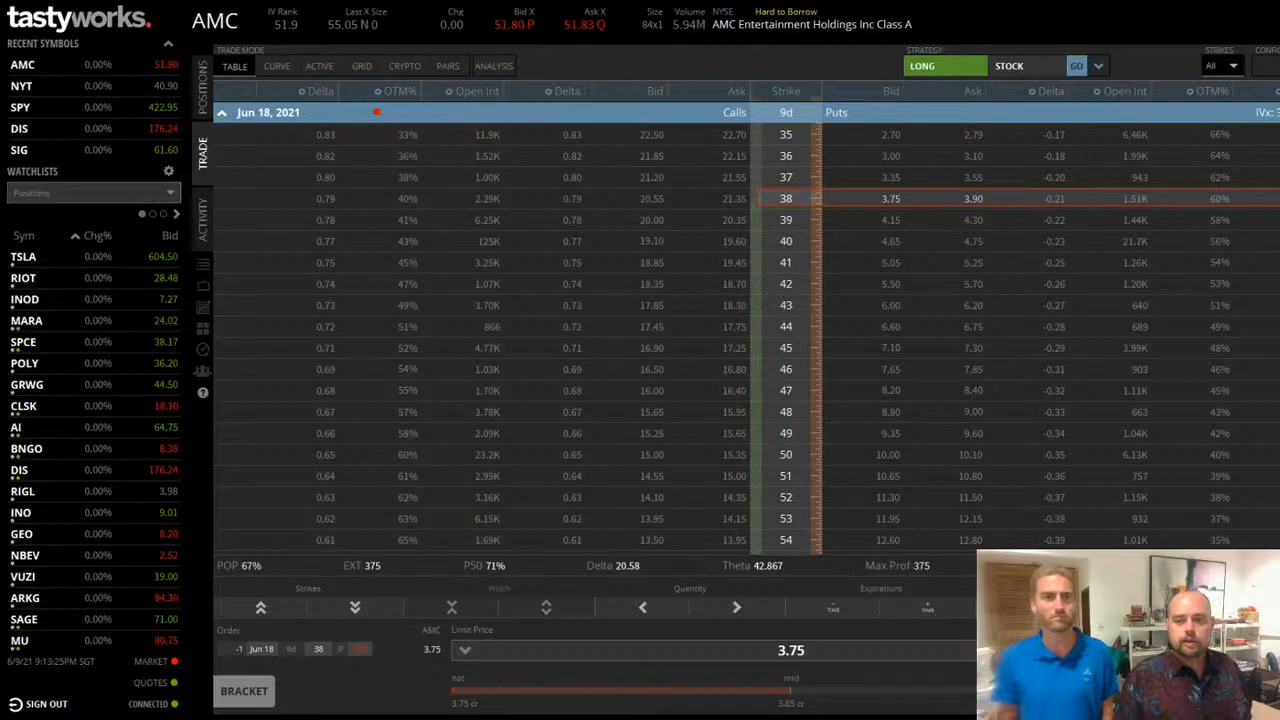 tastyworks.
AMC
IV Rank
51.9
Last X Size
55.05 N 0
Chg
0.00
Bid X
51.80 P
Ask X
51.83 Q
Size
84x1
Volume
5.94M
NYSE
Hard to Borrow
AMC Entertainment Holdings Inc Class A
RECENT SYMBOLS
AMC 0.00% 51.80
NYT 0.00% 40.90
SPY 0.00% 422.95
DIS 0.00% 176.24
SIG 0.00% 61.60
WATCHLISTS
Positions
Sym Chg% Bid
TSLA 0.00% 604.50
RIOT 0.00% 28.48
INOD 0.00% 7.27
MARA 0.00% 24.02
SPCE 0.00% 38.17
POLY 0.00% 36.20
GRWG 0.00% 44.50
CLSK 0.00% 18.10
AI 0.00% 64.75
BNGO 0.00% 8.38
DIS 0.00% 176.24
RIGL 0.00% 3.98
INO 0.00% 9.01
GEO 0.00% 8.20
NBEV 0.00% 2.52
VUZI 0.00% 19.00
ARKG 0.00% 84.30
SAGE 0.00% 71.00
MU 0.00% 80.75
6/9/21 9:13:25PM SGT MARKET
QUOTES
SIGN OUT CONNECTED
POSITIONS
TRADE
ACTIVITY
TRADE MODE
TABLE CURVE ACTIVE GRID CRYPTO PAIRS ANALYSIS
STRATEGY
LONG STOCK GO
STRIKES
All
Delta OTM% Open Int Delta Bid Ask Strike Bid Ask Delta Open Int OTM%
Jun 18, 2021 Calls 9d Puts IVx:
0.83 33% 11.9K 0.83 22.50 22.70 35 2.70 2.79 -0.17 6.46K 66%
0.82 36% 1.52K 0.82 21.85 22.15 36 3.00 3.10 -0.18 1.99K 64%
0.80 38% 1.00K 0.80 21.20 21.55 37 3.35 3.55 -0.20 943 62%
0.79 40% 2.29K 0.79 20.55 21.35 38 3.75 3.90 -0.21 1.51K 60%
0.78 41% 6.25K 0.78 20.00 20.35 39 4.15 4.30 -0.22 1.44K 58%
0.77 43% 125K 0.77 19.10 19.60 40 4.65 4.75 -0.23 21.7K 56%
0.75 45% 3.25K 0.75 18.85 19.45 41 5.05 5.25 -0.25 1.26K 54%
0.74 47% 1.07K 0.74 18.35 18.70 42 5.50 5.70 -0.26 1.20K 53%
0.73 49% 3.70K 0.73 17.85 18.30 43 6.00 6.20 -0.27 640 51%
0.72 51% 866 0.72 17.45 17.75 44 6.60 6.75 -0.28 689 49%
0.71 52% 4.77K 0.71 16.90 17.25 45 7.10 7.30 -0.29 3.99K 48%
0.69 54% 1.03K 0.69 16.50 16.80 46 7.65 7.85 -0.31 903 46%
0.68 55% 1.70K 0.68 16.00 16.40 47 8.20 8.40 -0.32 1.11K 45%
0.67 57% 3.78K 0.67 15.65 15.95 48 8.80 9.00 -0.33 663 43%
0.66 58% 2.09K 0.66 15.25 15.65 49 9.35 9.60 -0.34 1.04K 42%
0.65 60% 23.2K 0.65 15.00 15.35 50 10.00 10.10 -0.35 6.13K 40%
0.64 61% 2.99K 0.64 14.55 15.00 51 10.65 10.80 -0.36 757 39%
0.63 62% 3.16K 0.63 14.10 14.35 52 11.30 11.50 -0.37 1.15K 38%
0.62 63% 6.15K 0.62 13.95 14.15 53 11.95 12.15 -0.38 932 37%
0.61 65% 1.69K 0.61 13.50 13.95 54 12.60 12.80 -0.39 1.01K 35%
POP 67% EXT 375 P50 71% Delta 20.58 Theta 42.867 Max Prof 375
Strikes Width Quantity Expirations
TIME TIME
Order AMC Limit Price
-1 Jun 18 9d 38 P 3.75 3.75
BRACKET
nat mid
3.75 cr 3.85 cr